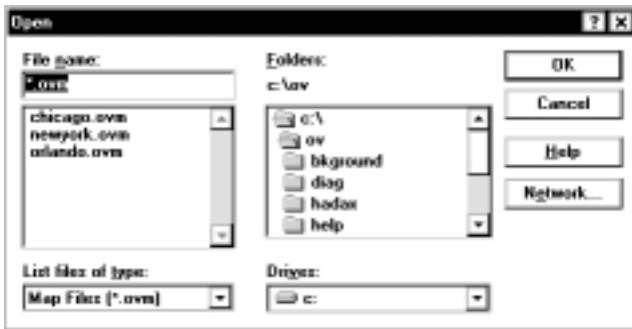 Open
File name:
*.ovm
chicago.ovm
newyork.ovm
orlando.ovm
List files of type:
Map Files (*.ovm)
Folders:
c:\ov
c:\
ov
bkground
diag
hadax
help
Drives:
c:
OK
Cancel
Help
Network...